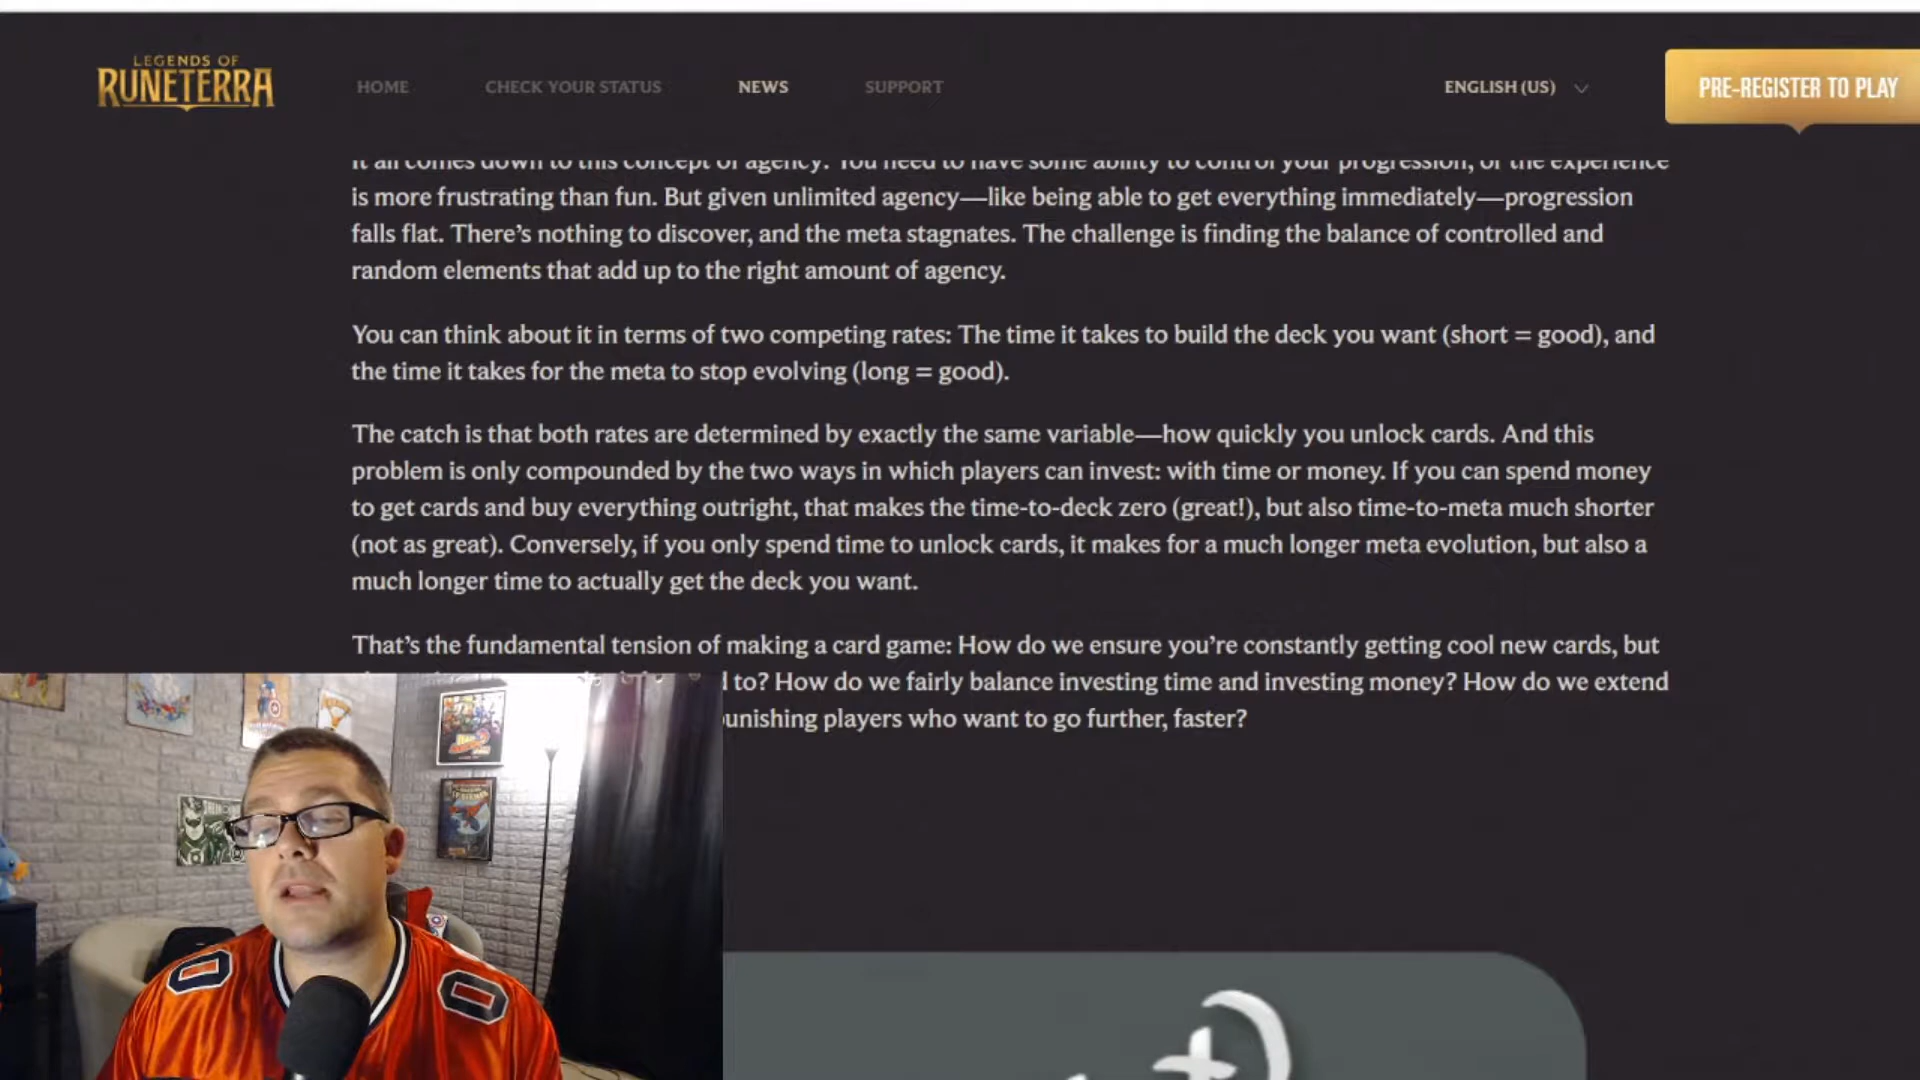 LEGENDS OF
RUNETERRA
HOME
CHECK YOUR STATUS
NEWS
SUPPORT
ENGLISH (US)
PRE-REGISTER TO PLAY
It all comes down to this concept of agency. You need to have some ability to control your progression, or the experience
is more frustrating than fun. But given unlimited agency—like being able to get everything immediately—progression
falls flat. There’s nothing to discover, and the meta stagnates. The challenge is finding the balance of controlled and
random elements that add up to the right amount of agency.
You can think about it in terms of two competing rates: The time it takes to build the deck you want (short = good), and
the time it takes for the meta to stop evolving (long = good).
The catch is that both rates are determined by exactly the same variable—how quickly you unlock cards. And this
problem is only compounded by the two ways in which players can invest: with time or money. If you can spend money
to get cards and buy everything outright, that makes the time-to-deck zero (great!), but also time-to-meta much shorter
(not as great). Conversely, if you only spend time to unlock cards, it makes for a much longer meta evolution, but also a
much longer time to actually get the deck you want.
That’s the fundamental tension of making a card game: How do we ensure you’re constantly getting cool new cards, but
to? How do we fairly balance investing time and investing money? How do we extend
punishing players who want to go further, faster?
0 0